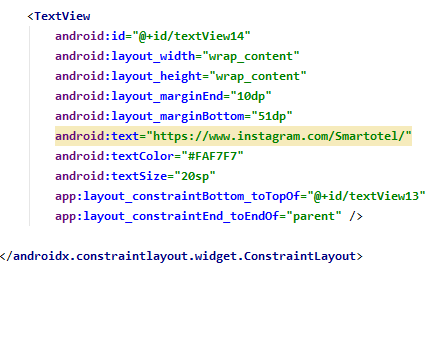 <TextView
android:id="@+id/textView14"
android:layout_width="wrap_content"
android:layout_height="wrap_content"
android:layout_marginEnd="10dp"
android:layout_marginBottom="51dp"
android:text="https://www.instagram.com/Smartotel/"
android:textColor="#FAF7F7"
android:textSize="20sp"
app:layout_constraintBottom_toTopOf="@+id/textView13"
app:layout_constraintEnd_toEndOf="parent" />
</androidx.constraintlayout.widget.ConstraintLayout>